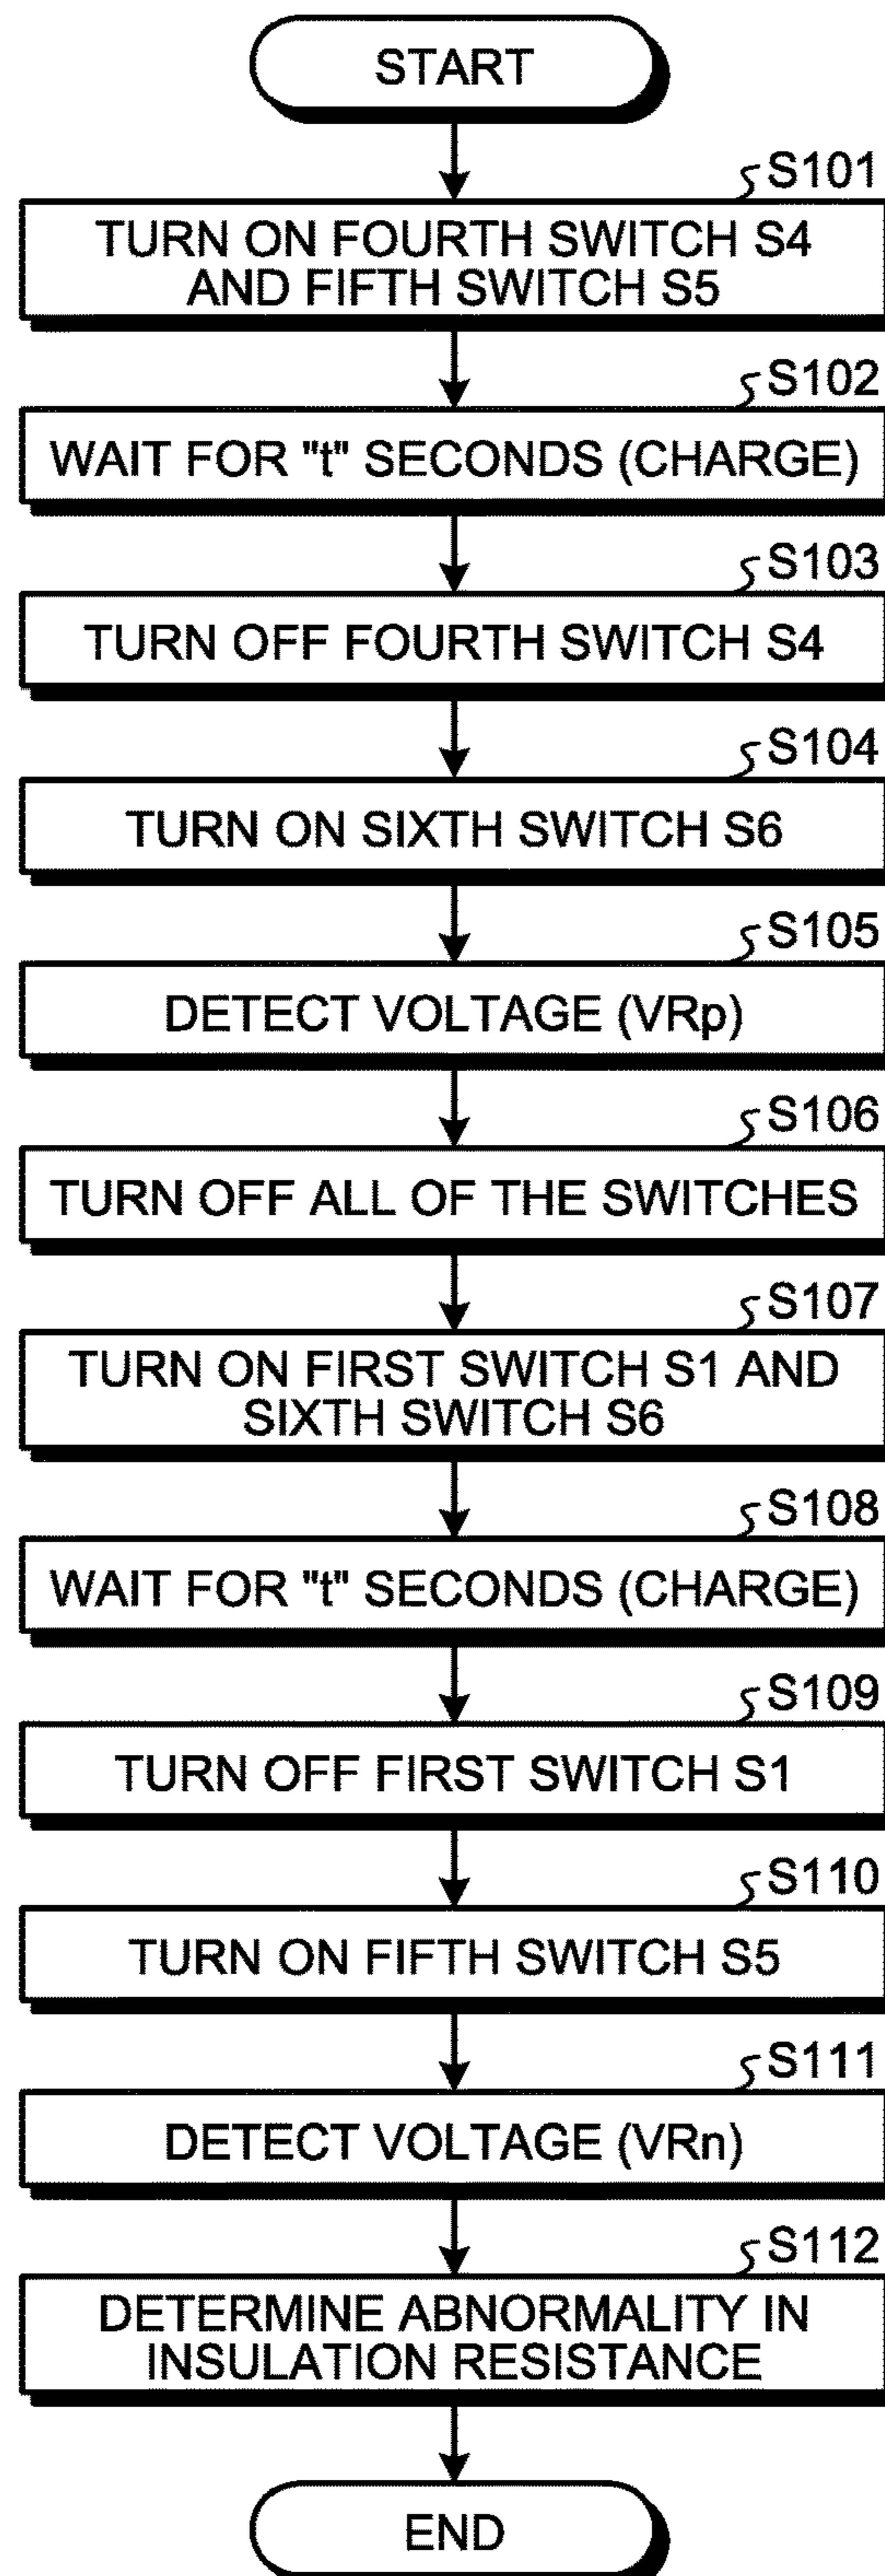 START
S101
TURN ON FOURTH SWITCH S4
AND FIFTH SWITCH S5
S102
WAIT FOR "t" SECONDS (CHARGE)
S103
TURN OFF FOURTH SWITCH S4
S104
TURN ON SIXTH SWITCH S6
S105
DETECT VOLTAGE (VRp)
S106
TURN OFF ALL OF THE SWITCHES
S107
TURN ON FIRST SWITCH S1 AND
SIXTH SWITCH S6
S108
WAIT FOR "t" SECONDS (CHARGE)
S109
TURN OFF FIRST SWITCH S1
S110
TURN ON FIFTH SWITCH S5
S111
DETECT VOLTAGE (VRn)
S112
DETERMINE ABNORMALITY IN
INSULATION RESISTANCE
END